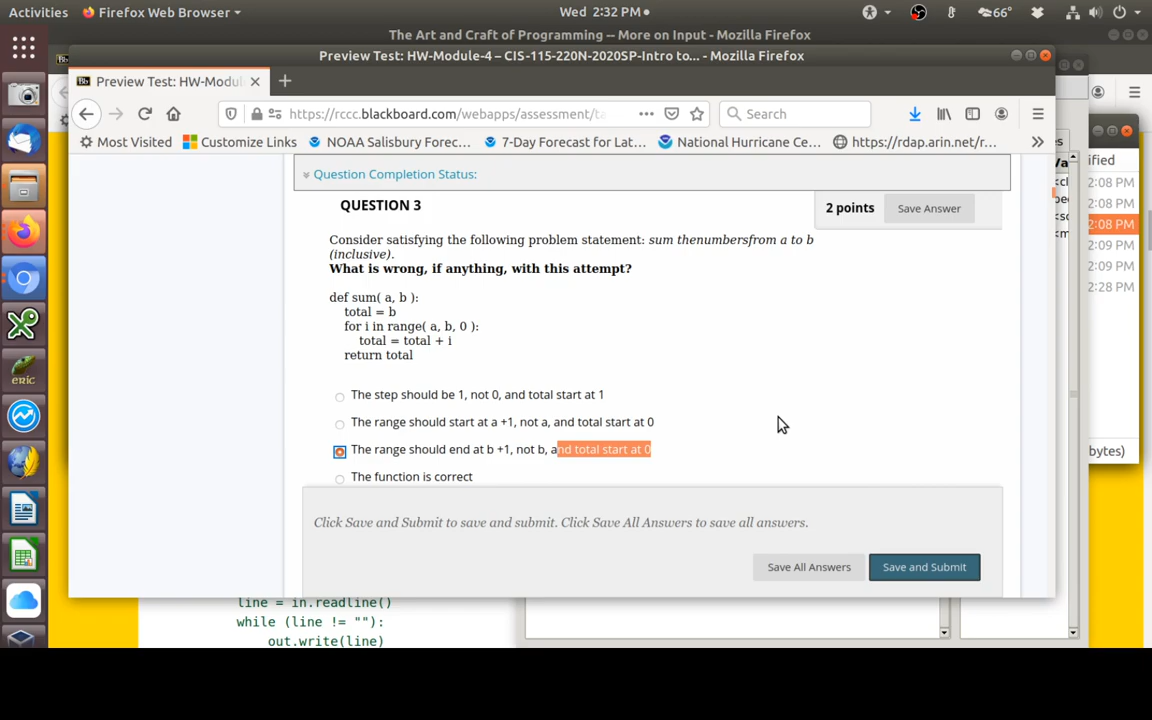 Activities
Firefox Web Browser
Wed 2:32 PM
66°
The Art and Craft of Programming -- More on Input - Mozilla Firefox
Preview Test: HW-Module-4 – CIS-115-220N-2020SP-Intro to... - Mozilla Firefox
Bb Preview Test: HW-Modul
https://rccc.blackboard.com/webapps/assessment/ta
Search
Most Visited
Customize Links
NOAA Salisbury Forec...
7-Day Forecast for Lat...
National Hurricane Ce...
https://rdap.arin.net/r...
ified
2:08 PM
2:08 PM
2:08 PM
2:09 PM
2:09 PM
2:28 PM
bytes)
Question Completion Status:
QUESTION 3
2 points
Save Answer
Consider satisfying the following problem statement: sum thenumbersfrom a to b
(inclusive).
What is wrong, if anything, with this attempt?
def sum( a, b ):
total = b
for i in range( a, b, 0 ):
total = total + i
return total
The step should be 1, not 0, and total start at 1
The range should start at a +1, not a, and total start at 0
The range should end at b +1, not b, and total start at 0
The function is correct
Click Save and Submit to save and submit. Click Save All Answers to save all answers.
Save All Answers
Save and Submit
eric
line = in.readline()
while (line != ""):
out.write(line)